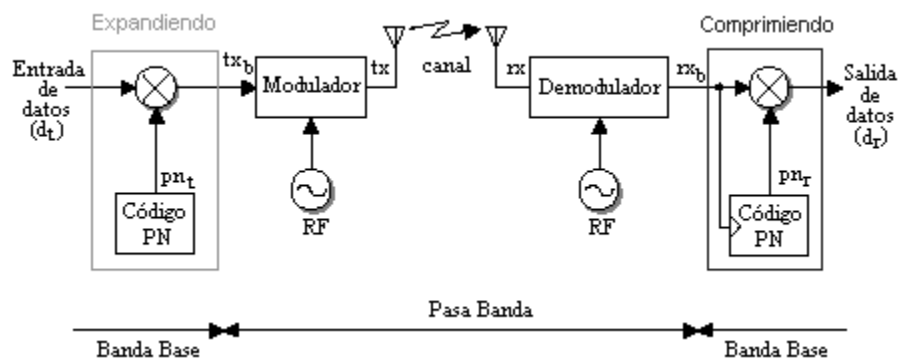 Expandiendo
Comprimiendo
Entrada
de
datos
(dt)
txb
Modulador
tx
canal
rx
Demodulador
rxb
Salida
de
datos
(dr)
pnt
Código
PN
RF
RF
pnr
Código
PN
Pasa Banda
Banda Base
Banda Base